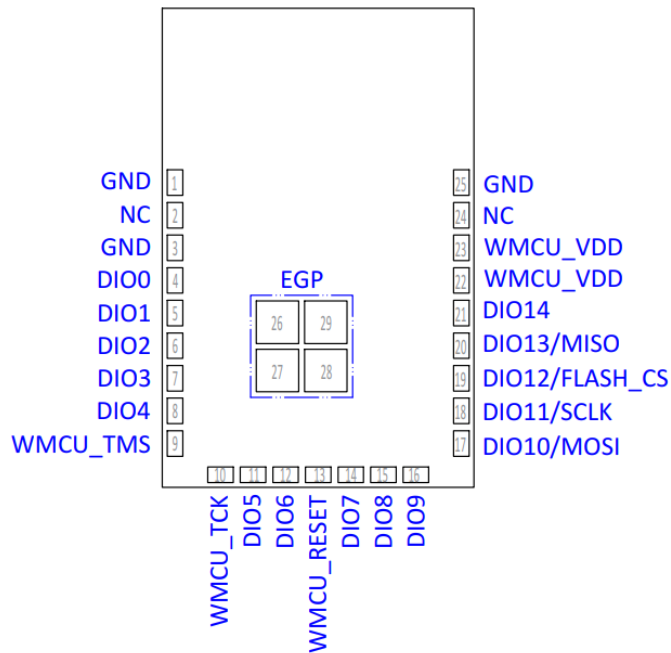 GND 1
NC 2
GND 3
DIO0 4
DIO1 5
DIO2 6
DIO3 7
DIO4 8
WMCU_TMS 9
EGP
26 29
27 28
25 GND
24 NC
23 WMCU_VDD
22 WMCU_VDD
21 DIO14
20 DIO13/MISO
19 DIO12/FLASH_CS
18 DIO11/SCLK
17 DIO10/MOSI
10 11 12 13 14 15 16
WMCU_TCK
DIO5
DIO6
WMCU_RESET
DIO7
DIO8
DIO9